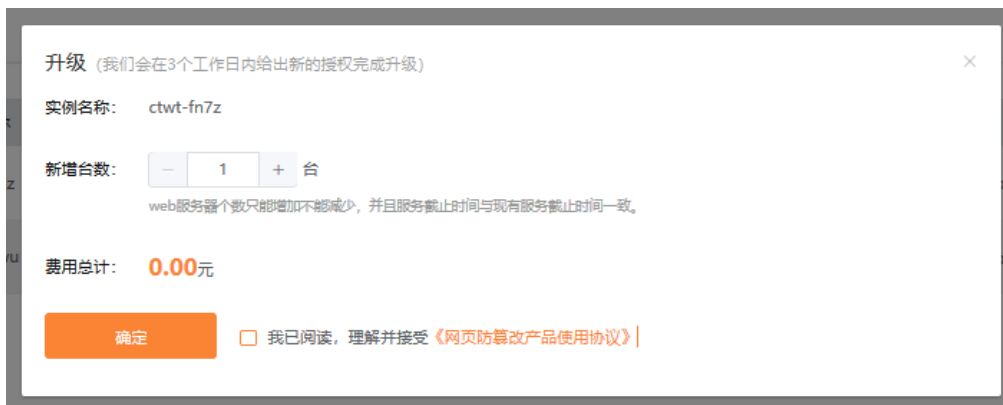 升级（我们会在3个工作日内给出新的授权完成升级）
实例名称： ctwt-fn7z
新增台数： － 1 ＋ 台
web服务器个数只能增加不能减少，并且服务截止时间与现有服务截止时间一致。
费用总计： 0.00元
确定 我已阅读，理解并接受《网页防篡改产品使用协议》